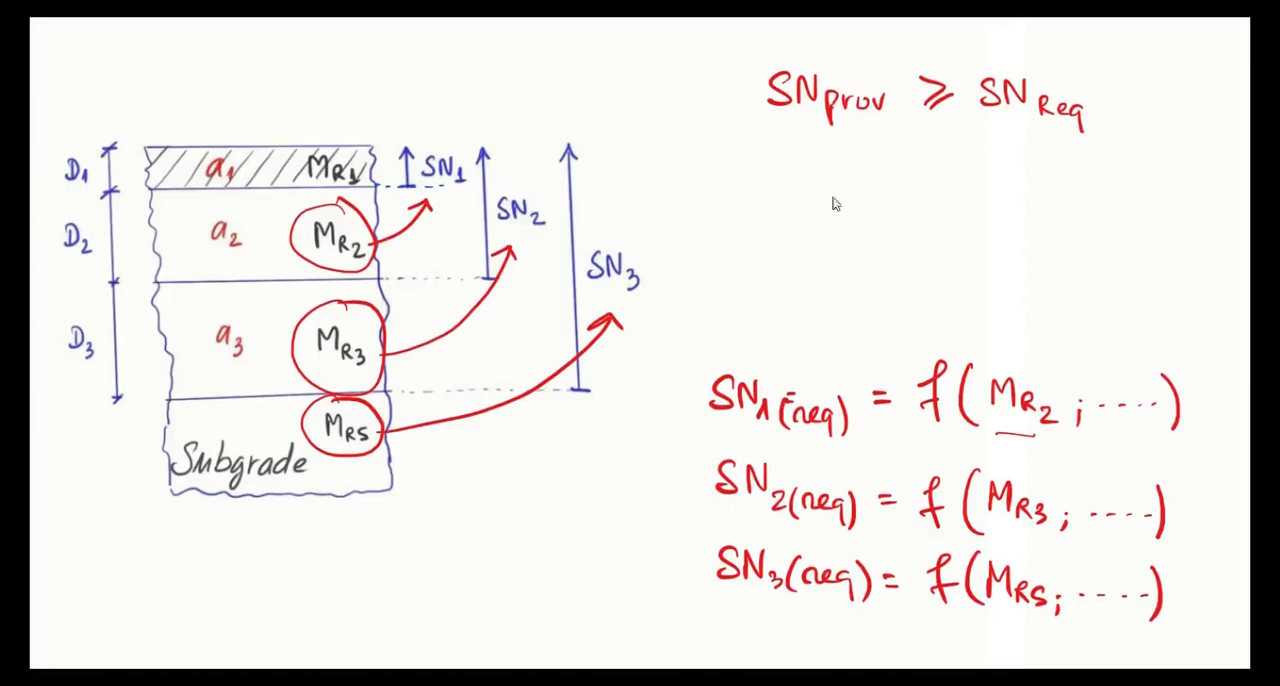 SNprov ⩾ SNReq
D1 a1 MR1 SN1
D2 a2 MR2 SN2
D3 a3 MR3 SN3
MRS
Subgrade
SN1(req) = f(MR2 ; ....)
SN2(req) = f(MR3 ; ....)
SN3(req) = f(MRS ; ....)